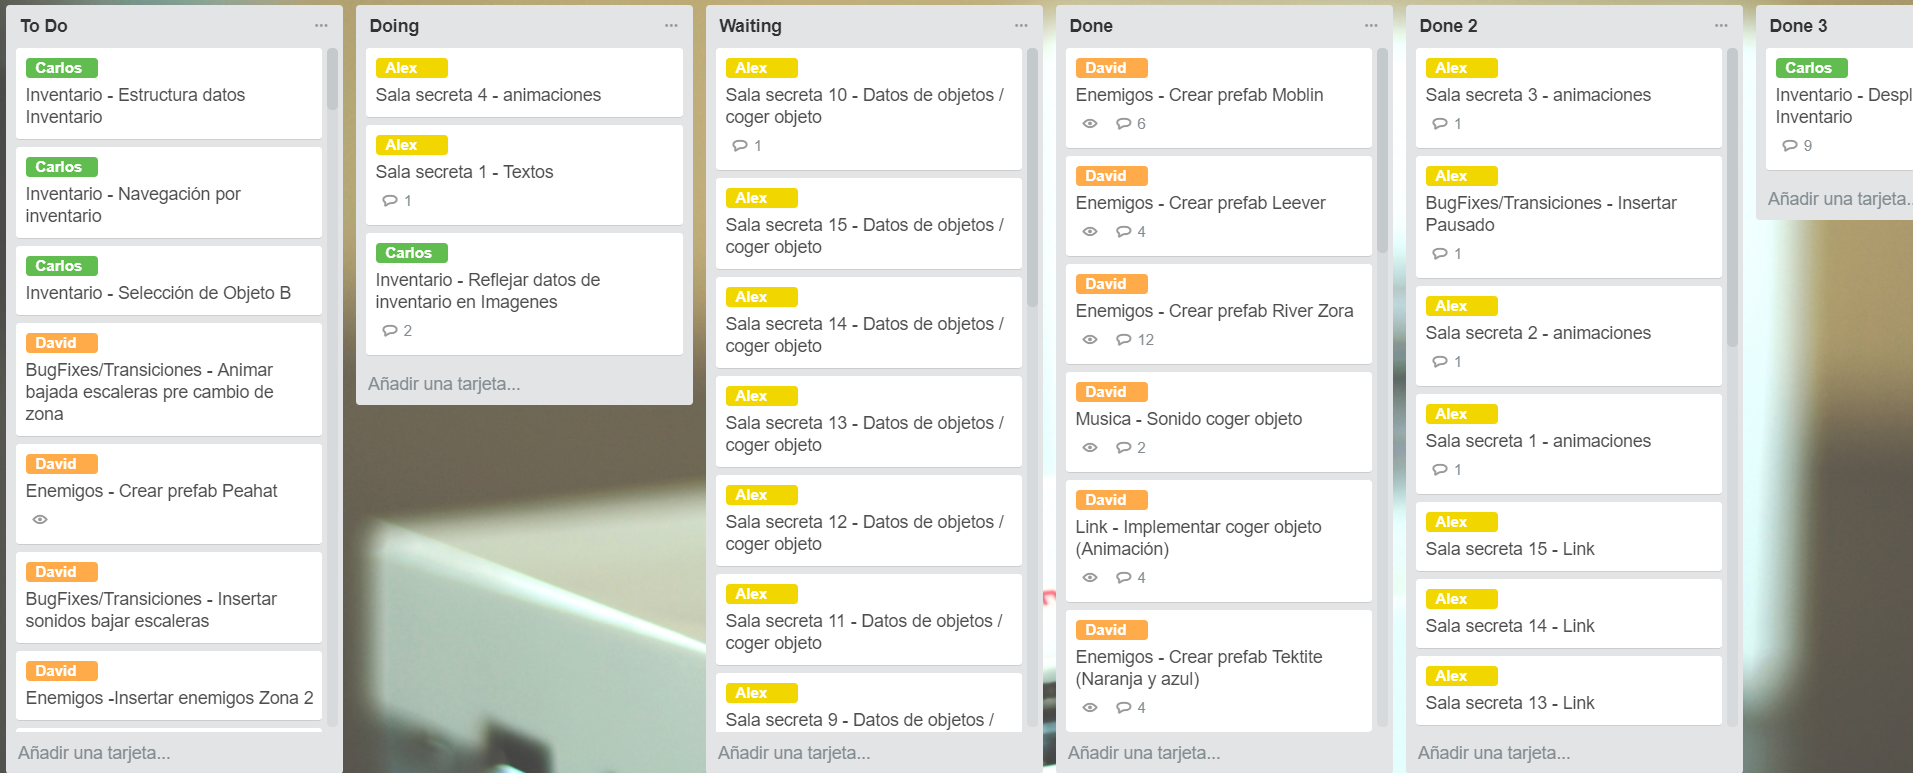 To Do
Carlos
Inventario - Estructura datos
Inventario
Carlos
Inventario - Navegación por
inventario
Carlos
Inventario - Selección de Objeto B
David
BugFixes/Transiciones - Animar
bajada escaleras pre cambio de
zona
David
Enemigos - Crear prefab Peahat
David
BugFixes/Transiciones - Insertar
sonidos bajar escaleras
David
Enemigos -Insertar enemigos Zona 2
Añadir una tarjeta...
Doing
Alex
Sala secreta 4 - animaciones
Alex
Sala secreta 1 - Textos
1
Carlos
Inventario - Reflejar datos de
inventario en Imagenes
2
Añadir una tarjeta...
Waiting
Alex
Sala secreta 10 - Datos de objetos /
coger objeto
1
Alex
Sala secreta 15 - Datos de objetos /
coger objeto
Alex
Sala secreta 14 - Datos de objetos /
coger objeto
Alex
Sala secreta 13 - Datos de objetos /
coger objeto
Alex
Sala secreta 12 - Datos de objetos /
coger objeto
Alex
Sala secreta 11 - Datos de objetos /
coger objeto
Alex
Sala secreta 9 - Datos de objetos /
Añadir una tarjeta...
Done
David
Enemigos - Crear prefab Moblin
6
David
Enemigos - Crear prefab Leever
4
David
Enemigos - Crear prefab River Zora
12
David
Musica - Sonido coger objeto
2
David
Link - Implementar coger objeto
(Animación)
4
David
Enemigos - Crear prefab Tektite
(Naranja y azul)
4
Añadir una tarjeta...
Done 2
Alex
Sala secreta 3 - animaciones
1
Alex
BugFixes/Transiciones - Insertar
Pausado
1
Alex
Sala secreta 2 - animaciones
1
Alex
Sala secreta 1 - animaciones
1
Alex
Sala secreta 15 - Link
Alex
Sala secreta 14 - Link
Alex
Sala secreta 13 - Link
Añadir una tarjeta...
Done 3
Carlos
Inventario - Despl
Inventario
9
Añadir una tarjeta..